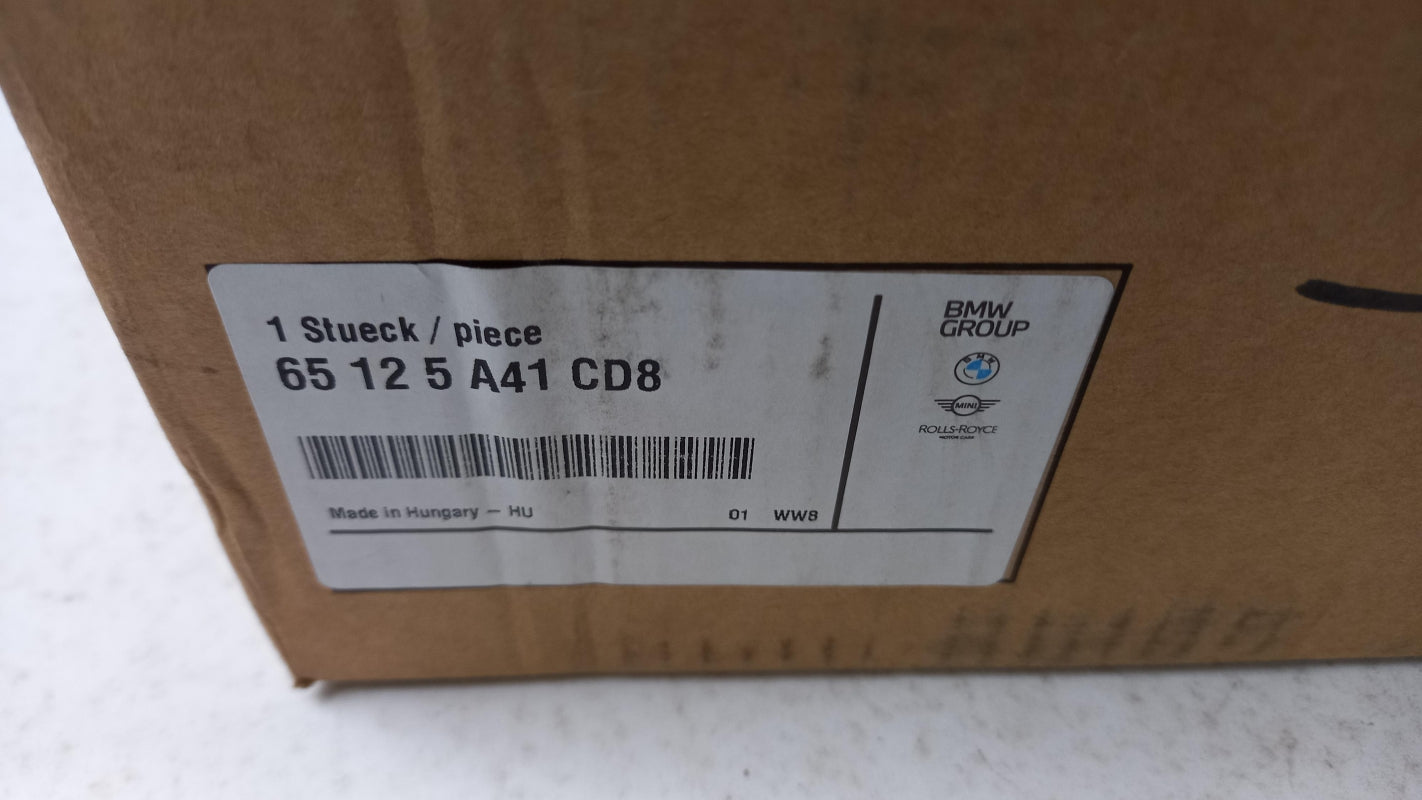 1 Stueck / piece
65 12 5 A41 CD8
Made in Hungary – HU
01 WW8
BMW
GROUP
BMW
MINI
ROLLS-ROYCE
MOTOR CARS